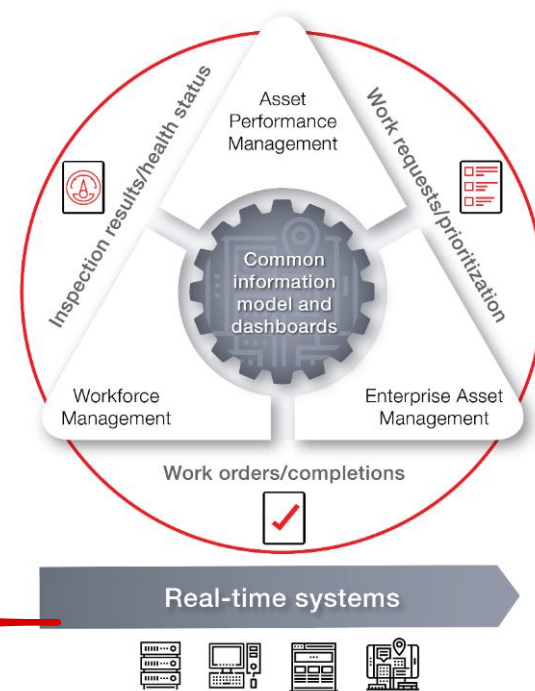 Asset
Performance
Management
Inspection results/health status
Work requests/prioritization
Common
information
model and
dashboards
Workforce
Management
Enterprise Asset
Management
Work orders/completions
Real-time systems